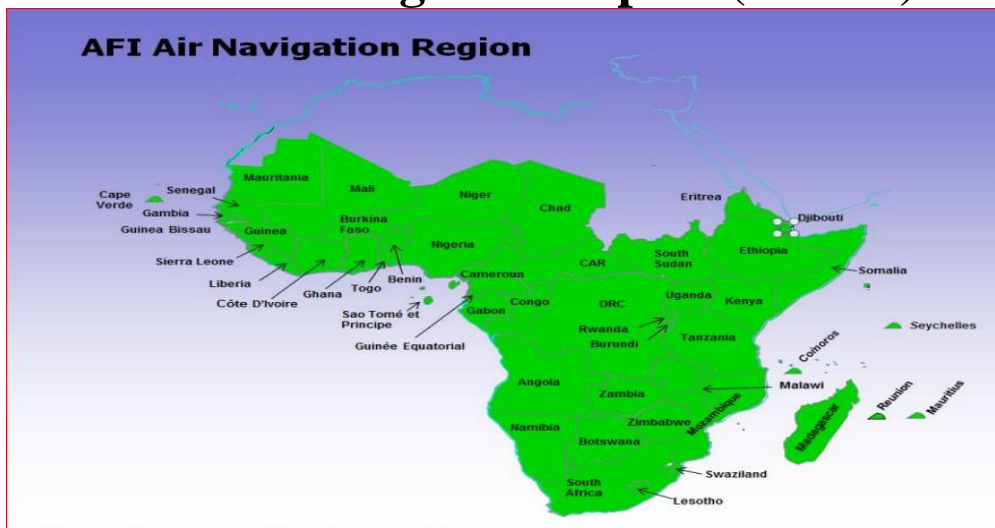 AFI Air Navigation Region
Mauritania
Mali
Niger
Chad
Eritrea
Djibouti
Cape
Verde
Senegal
Gambia
Guinea Bissau
Guinea
Burkina
Faso
Nigeria
Benin
Sierra Leone
Liberia
Côte D'Ivoire
Ghana
Togo
Cameroun
CAR
South
Sudan
Ethiopia
Somalia
Sao Tomé et
Principe
Guinée Equatorial
Gabon
Congo
DRC
Uganda
Kenya
Rwanda
Burundi
Tanzania
Seychelles
Comoros
Angola
Zambia
Malawi
Mozambique
Zimbabwe
Madagascar
Reunion
Mauritius
Namibia
Botswana
Swaziland
South
Africa
Lesotho